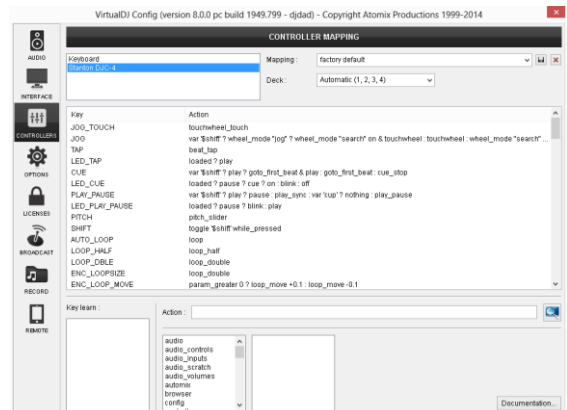 VirtualDJ Config (version 8.0.0 pc build 1949.799 - djdad) - Copyright Atomix Productions 1999-2014
CONTROLLER MAPPING
AUDIO
INTERFACE
CONTROLLERS
OPTIONS
LICENSES
BROADCAST
RECORD
REMOTE
Keyboard
Stanton DJC-4
Mapping : factory default
Deck : Automatic (1, 2, 3, 4)
Key Action
JOG_TOUCH touchwheel_touch
JOG var '$shift' ? wheel_mode "jog" ? wheel_mode "search" on & touchwheel : touchwheel : wheel_mode "search" ...
TAP beat_tap
LED_TAP loaded ? play
CUE var '$shift' ? play ? goto_first_beat & play : goto_first_beat : cue_stop
LED_CUE loaded ? pause ? cue ? on : blink : off
PLAY_PAUSE var '$shift' ? play ? pause : play_sync : var 'cup' ? nothing : play_pause
LED_PLAY_PAUSE loaded ? pause ? blink : play
PITCH pitch_slider
SHIFT toggle '$shift' while_pressed
AUTO_LOOP loop
LOOP_HALF loop_half
LOOP_DBLE loop_double
ENC_LOOPSIZE loop_double
ENC_LOOP_MOVE param_greater 0 ? loop_move +0.1 : loop_move -0.1
Key learn :
Action :
audio
audio_controls
audio_inputs
audio_scratch
audio_volumes
automix
browser
config
Documentation...